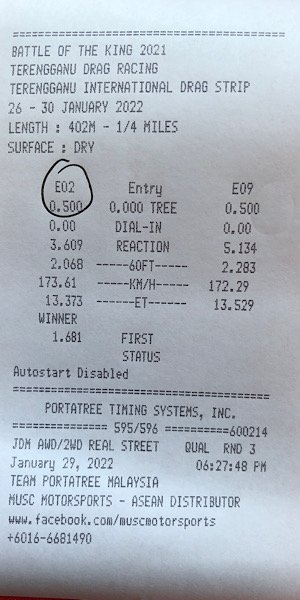 ==================================
BATTLE OF THE KING 2021
TERENGGANU DRAG RACING
TERENGGANU INTERNATIONAL DRAG STRIP
26 - 30 JANUARY 2022
LENGTH : 402M - 1/4 MILES
SURFACE : DRY
E02 Entry E09
0.500 0.000 TREE 0.500
0.00 DIAL-IN 0.00
3.609 REACTION 5.134
2.068 -----60FT----- 2.283
173.61 -----KM/H----- 172.29
13.373 ------ET------ 13.529
WINNER
1.681 FIRST
STATUS
Autostart Disabled
==================================
PORTATREE TIMING SYSTEMS, INC.
=============== 595/596 ==========600214
JDM AWD/2WD REAL STREET QUAL RND 3
January 29, 2022 06:27:48 PM
TEAM PORTATREE MALAYSIA
MUSC MOTORSPORTS - ASEAN DISTRIBUTOR
www.facebook.com/muscmotorsports
+6016-6681490